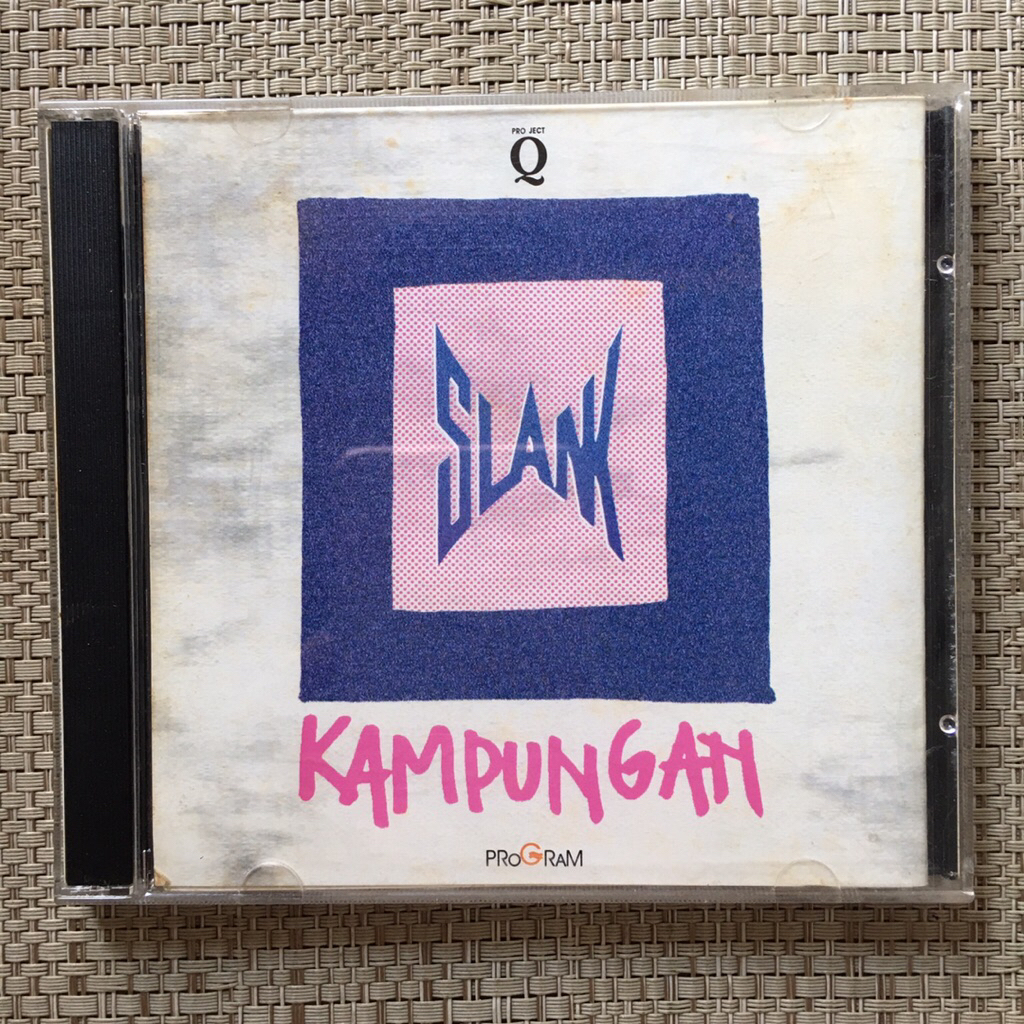 PRO JECT
Q
SLANK
KAMPUNGAN
PROGRAM